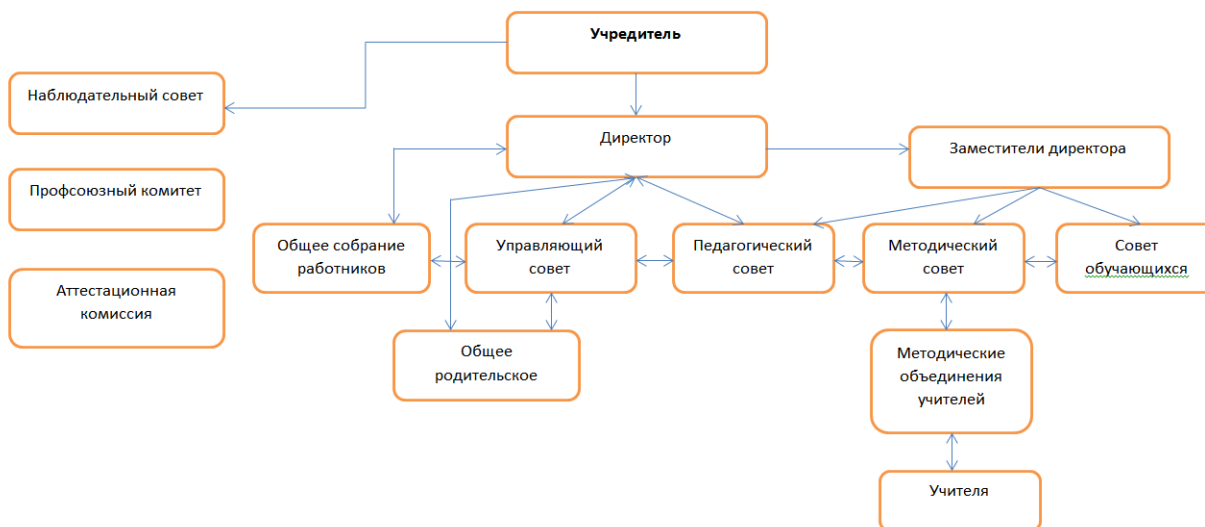 Учредитель
Наблюдательный совет
Директор
Заместители директора
Профсоюзный комитет
Общее собрание
работников
Управляющий
совет
Педагогический
совет
Методический
совет
Совет
обучающихся
Аттестационная
комиссия
Общее
родительское
Методические
объединения
учителей
Учителя